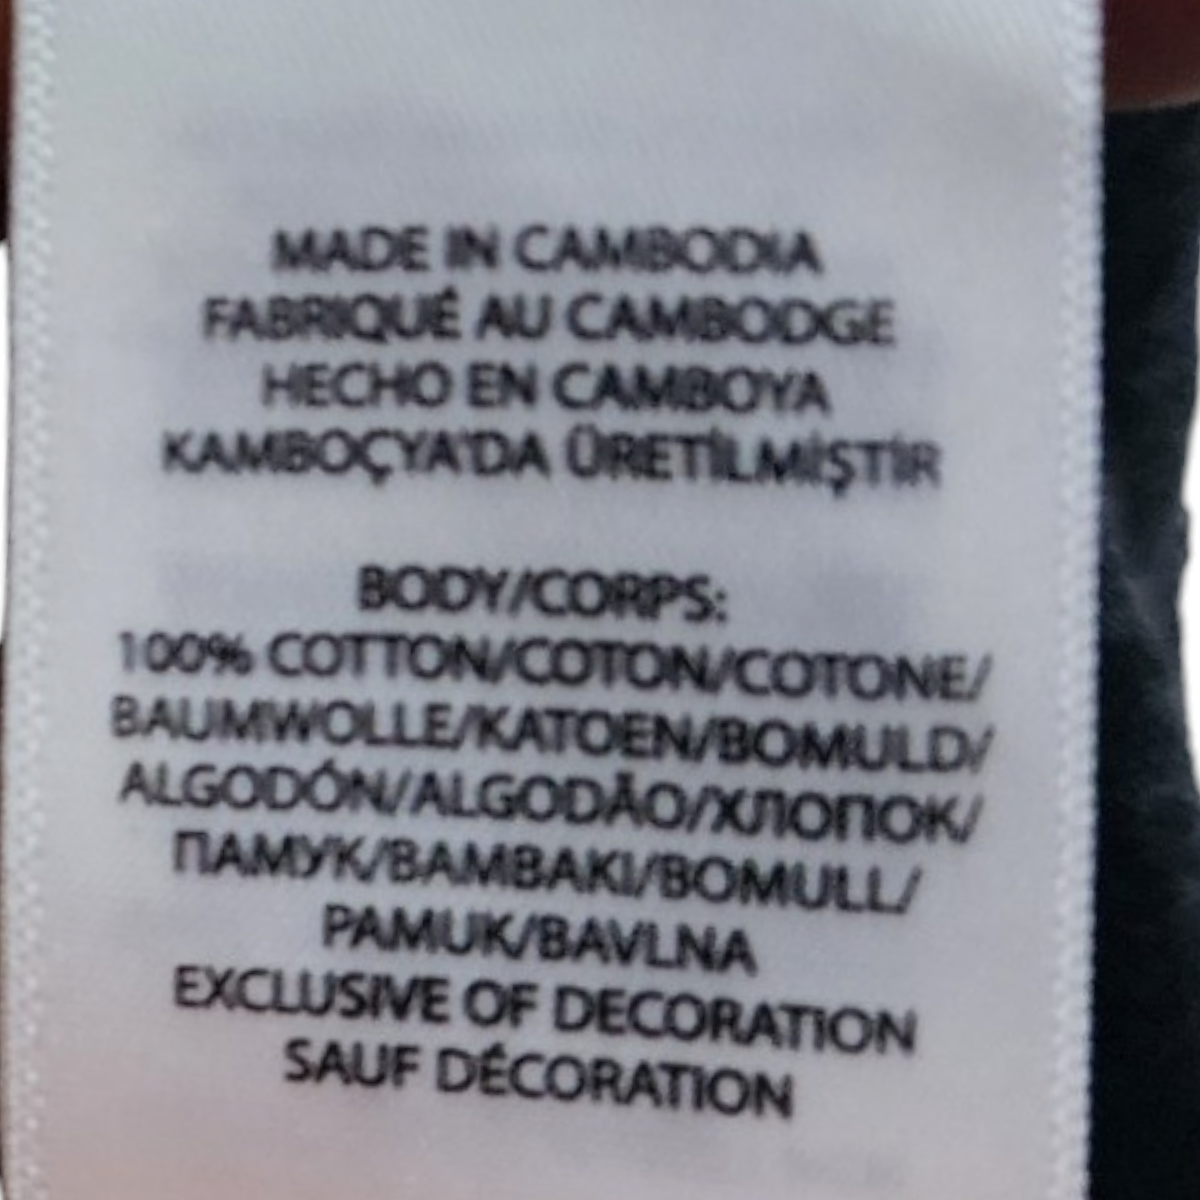 MADE IN CAMBODIA
FABRIQUÉ AU CAMBODGE
HECHO EN CAMBOYA
KAMBOÇYA'DA ÜRETİLMİŞTİR
BODY/CORPS:
100% COTTON/COTON/COTONE/
BAUMWOLLE/KATOEN/BOMULD/
ALGODÓN/ALGODÃO/ХЛОПОК/
ПАМУК/ΒΑΜΒΑΚΙ/BOMULL/
PAMUK/BAVLNA
EXCLUSIVE OF DECORATION
SAUF DÉCORATION